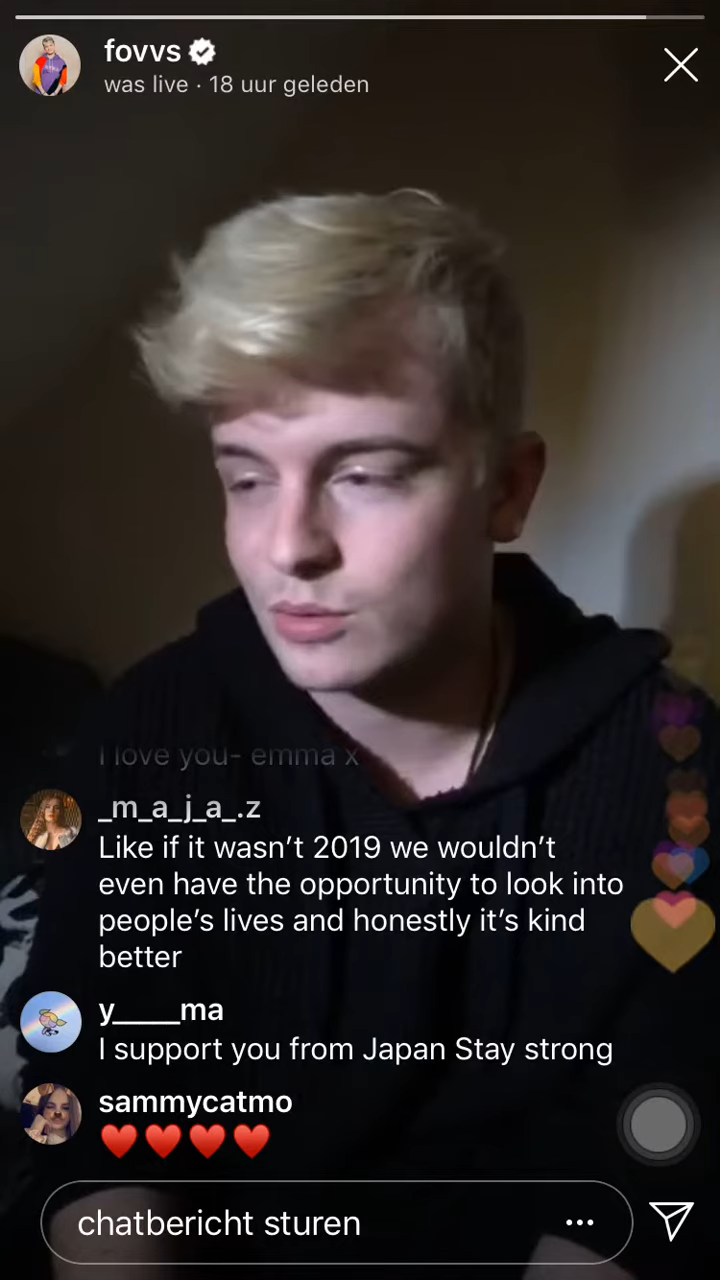 fovvs
was live · 18 uur geleden
I love you- emma x
_m_a_j_a_.z
Like if it wasn’t 2019 we wouldn’t
even have the opportunity to look into
people’s lives and honestly it’s kind
better
y_____ma
I support you from Japan Stay strong
sammycatmo
❤️❤️❤️❤️
chatbericht sturen